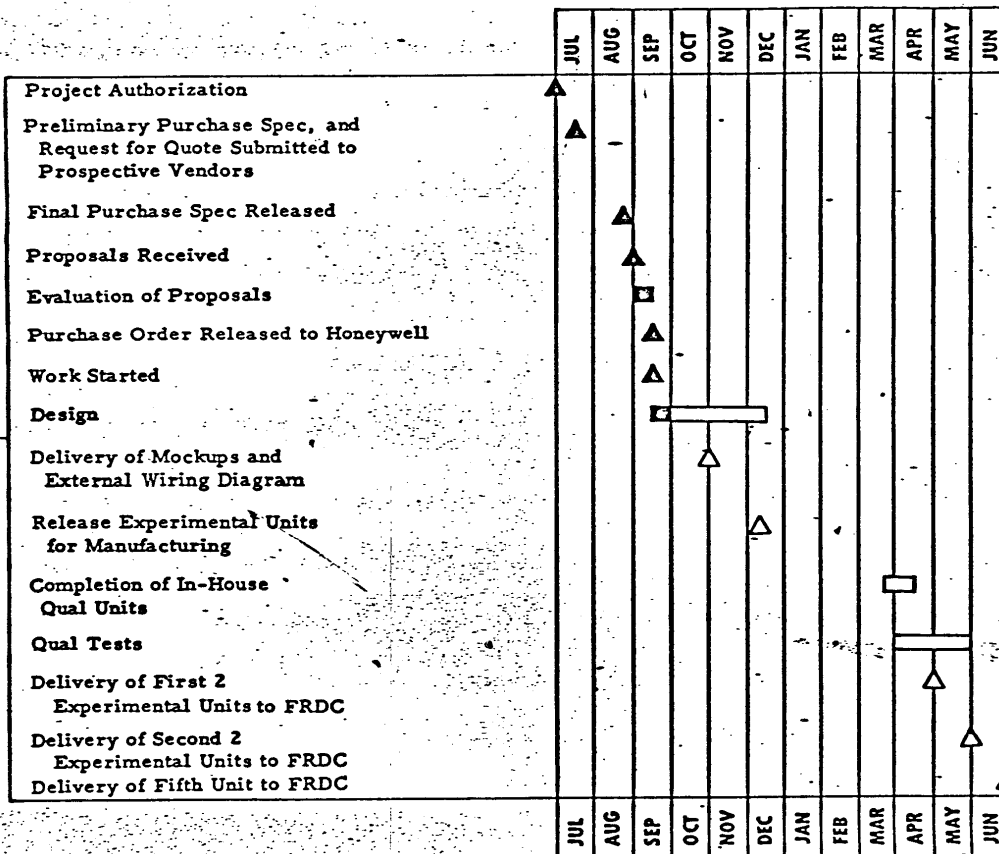 JUL AUG SEP OCT NOV DEC JAN FEB MAR APR MAY JUN
Project Authorization
Preliminary Purchase Spec, and
Request for Quote Submitted to
Prospective Vendors
Final Purchase Spec Released
Proposals Received
Evaluation of Proposals
Purchase Order Released to Honeywell
Work Started
Design
Delivery of Mockups and
External Wiring Diagram
Release Experimental Units
for Manufacturing
Completion of In-House
Qual Units
Qual Tests
Delivery of First 2
Experimental Units to FRDC
Delivery of Second 2
Experimental Units to FRDC
Delivery of Fifth Unit to FRDC
JUL AUG SEP OCT NOV DEC JAN FEB MAR APR MAY JUN